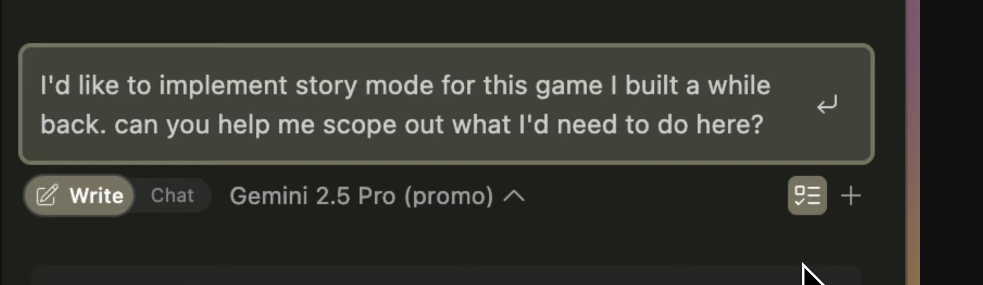 I'd like to implement story mode for this game I built a while
back. can you help me scope out what I'd need to do here?
Write Chat Gemini 2.5 Pro (promo)